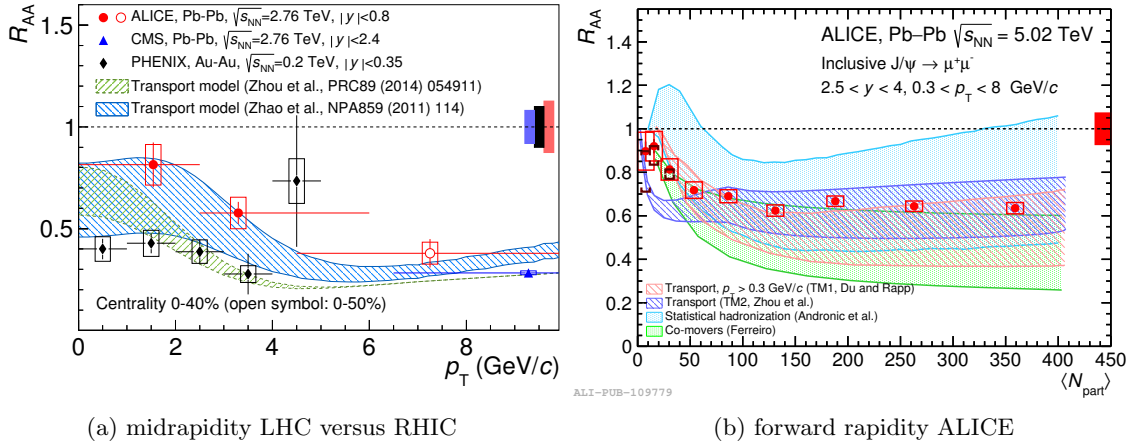 R_AA
ALICE, Pb-Pb, √s_NN=2.76 TeV, |y|<0.8
CMS, Pb-Pb, √s_NN=2.76 TeV, |y|<2.4
PHENIX, Au-Au, √s_NN=0.2 TeV, |y|<0.35
Transport model (Zhou et al., PRC89 (2014) 054911)
Transport model (Zhao et al., NPA859 (2011) 114)
1.5
1
0.5
Centrality 0-40% (open symbol: 0-50%)
0 2 4 6 8
p_T (GeV/c)
(a) midrapidity LHC versus RHIC
R_AA
ALICE, Pb–Pb √s_NN = 5.02 TeV
Inclusive J/ψ → μ⁺μ⁻
2.5 < y < 4, 0.3 < p_T < 8 GeV/c
1.4
1.2
1
0.8
0.6
0.4
0.2
0
Transport, p_T > 0.3 GeV/c (TM1, Du and Rapp)
Transport (TM2, Zhou et al.)
Statistical hadronization (Andronic et al.)
Co-movers (Ferreiro)
0 50 100 150 200 250 300 350 400 450
⟨N_part⟩
ALI-PUB-109779
(b) forward rapidity ALICE